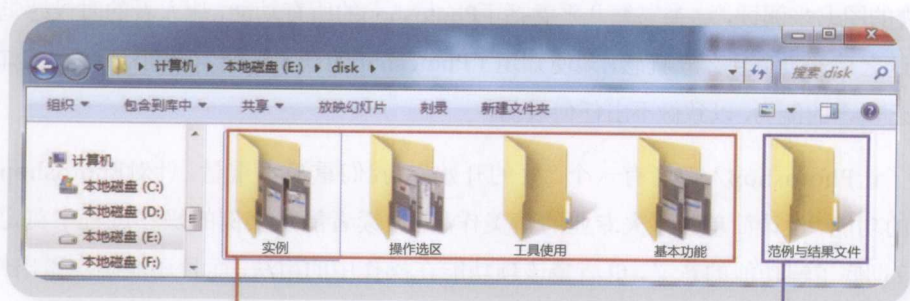 计算机 ▸ 本地磁盘 (E:) ▸ disk ▸
搜索 disk
组织 包含到库中 共享 放映幻灯片 刻录 新建文件夹
计算机
本地磁盘 (C:)
本地磁盘 (D:)
本地磁盘 (E:)
本地磁盘 (F:)
实例 操作选区 工具使用 基本功能 范例与结果文件